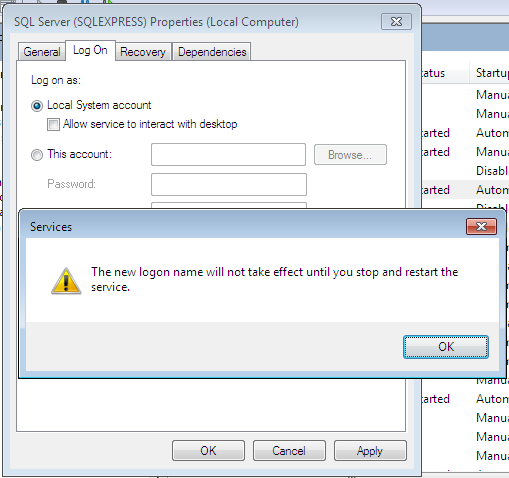 SQL Server (SQLEXPRESS) Properties (Local Computer)
General Log On Recovery Dependencies
Log on as:
Local System account
Allow service to interact with desktop
This account:
Browse...
Password:
Services
The new logon name will not take effect until you stop and restart the
service.
OK
OK Cancel Apply
atus Startup
Manua
Manua
arted Autom
arted Manua
Disabl
arted Autom
Disabl
Manua
arted Autom
Manua
Manua
Manua